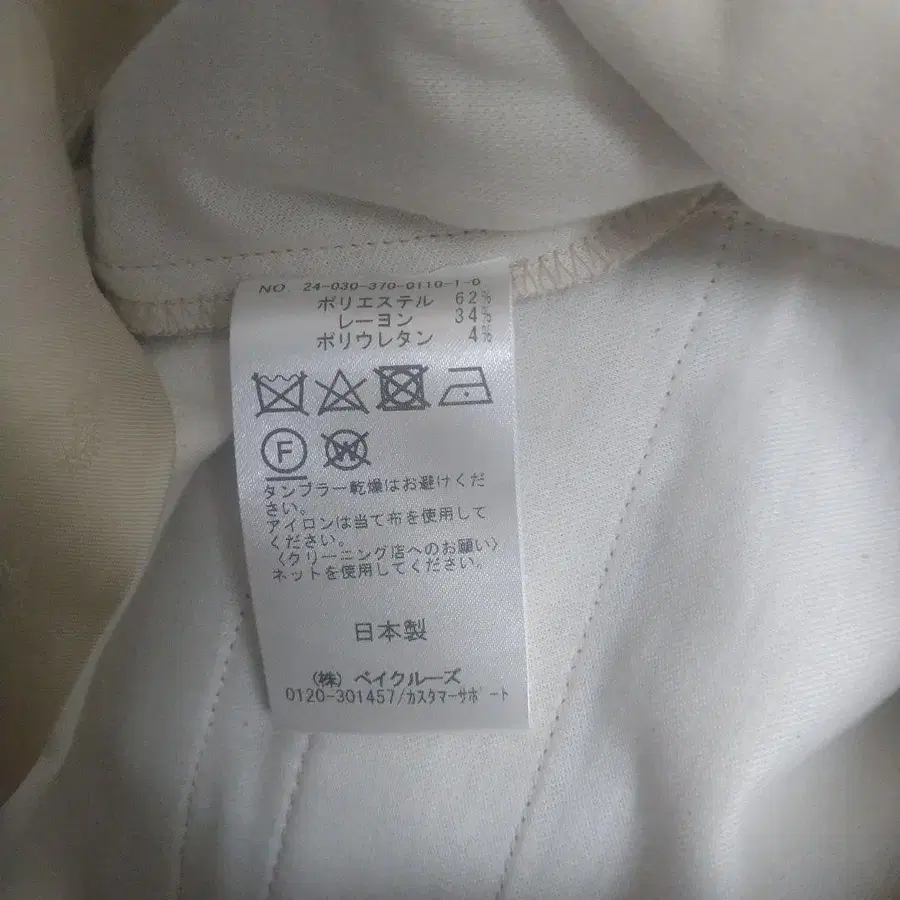 NO. 24-030-370-0110-1-0
ポリエステル 62%
レーヨン 34%
ポリウレタン 4%
F W
タンブラー乾燥はお避けくだ
さい。
アイロンは当て布を使用して
ください。
〈クリーニング店へのお願い〉
ネットを使用してください。
日本製
(株) ベイクルーズ
0120-301457/カスタマーサポート